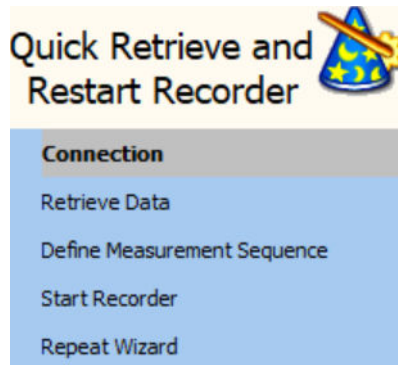 Quick Retrieve and
Restart Recorder
Connection
Retrieve Data
Define Measurement Sequence
Start Recorder
Repeat Wizard